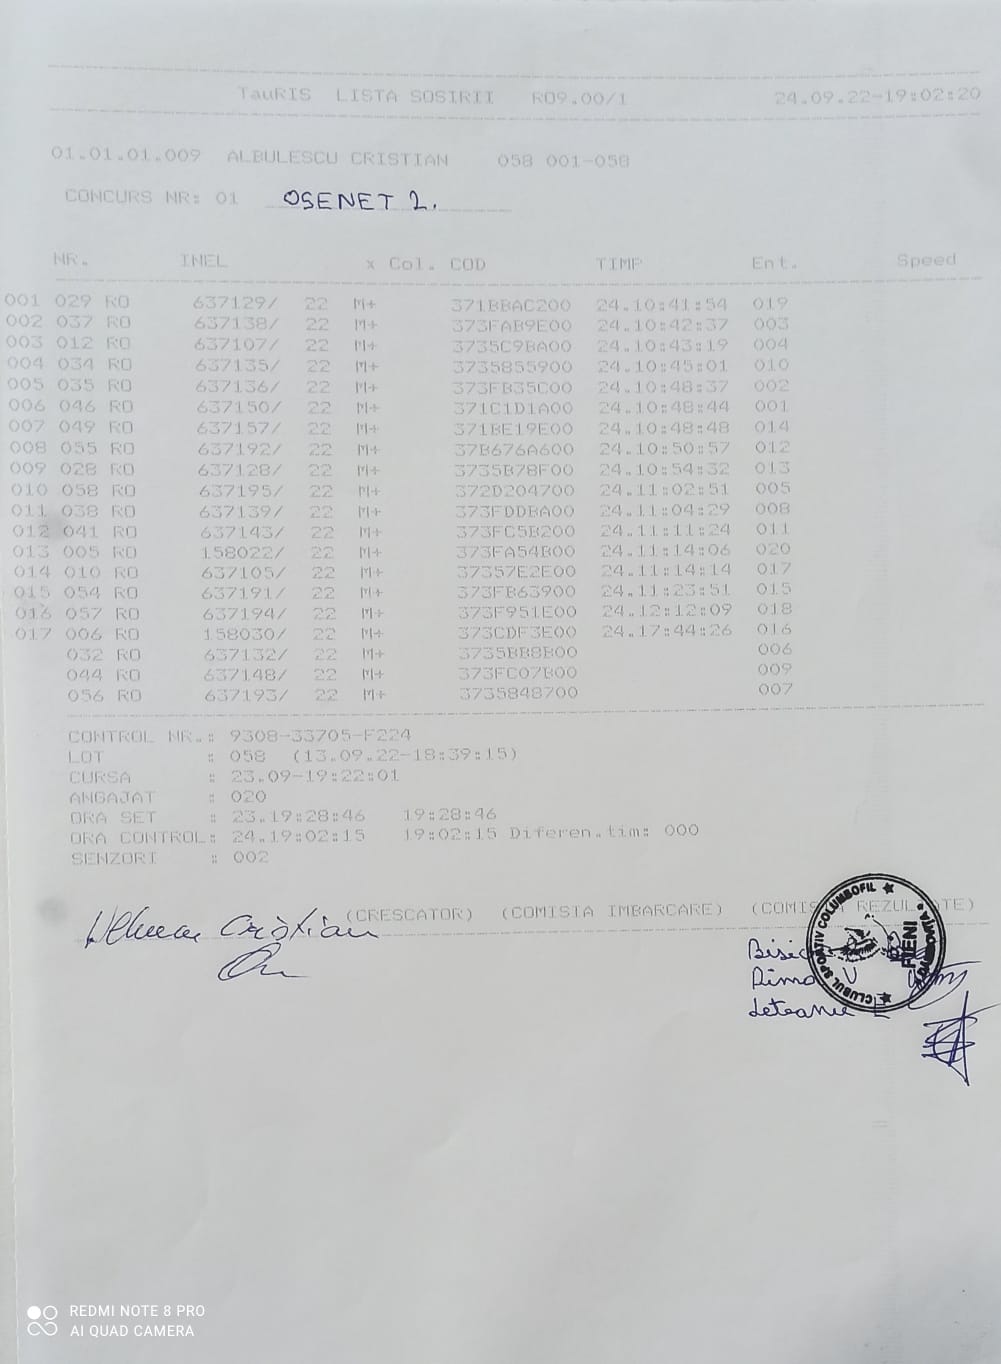 TauRIS LISTA SOSIRII R09.00/1 24.09.22-19:02:20
01.01.01.009 ALBULESCU CRISTIAN 058 001-058
CONCURS NR: 01 OSENET 2.
NR. INEL x Col. COD TIMP Ent. Speed
001 029 RO 637129/ 22 M+ 371BBAC200 24.10:41:54 019
002 037 RO 637138/ 22 M+ 373FAB9E00 24.10:42:37 003
003 012 RO 637107/ 22 M+ 3735C9BA00 24.10:43:19 004
004 034 RO 637135/ 22 M+ 3735855900 24.10:45:01 010
005 035 RO 637136/ 22 M+ 373FB35C00 24.10:48:37 002
006 046 RO 637150/ 22 M+ 371C1D1A00 24.10:48:44 001
007 049 RO 637157/ 22 M+ 371BE19E00 24.10:48:48 014
008 055 RO 637192/ 22 M+ 37B676A600 24.10:50:57 012
009 028 RO 637128/ 22 M+ 3735B78F00 24.10:54:32 013
010 058 RO 637195/ 22 M+ 372D204700 24.11:02:51 005
011 038 RO 637139/ 22 M+ 373FDDBA00 24.11:04:29 008
012 041 RO 637143/ 22 M+ 373FC5B200 24.11:11:24 011
013 005 RO 158022/ 22 M+ 373FA54B00 24.11:14:06 020
014 010 RO 637105/ 22 M+ 37357E2E00 24.11:14:14 017
015 054 RO 637191/ 22 M+ 373FB63900 24.11:23:51 015
016 057 RO 637194/ 22 M+ 373F951E00 24.12:12:09 018
017 006 RO 158030/ 22 M+ 373CDF3E00 24.17:44:26 016
032 RO 637132/ 22 M+ 3735BB8B00 006
044 RO 637148/ 22 M+ 373FC07B00 009
056 RO 637193/ 22 M+ 3735848700 007
CONTROL NR.: 9308-33705-F224
LOT : 058 (13.09.22-18:39:15)
CURSA : 23.09-19:22:01
ANGAJAT : 020
ORA SET : 23.19:28:46 19:28:46
ORA CONTROL: 24.19:02:15 19:02:15 Diferen.tim: 000
SENZORI : 002
(CRESCATOR) (COMISIA IMBARCARE)
Cristian
CLUBUL SPORTIV COLUMBOFIL
FIENI
REDMI NOTE 8 PRO
AI QUAD CAMERA